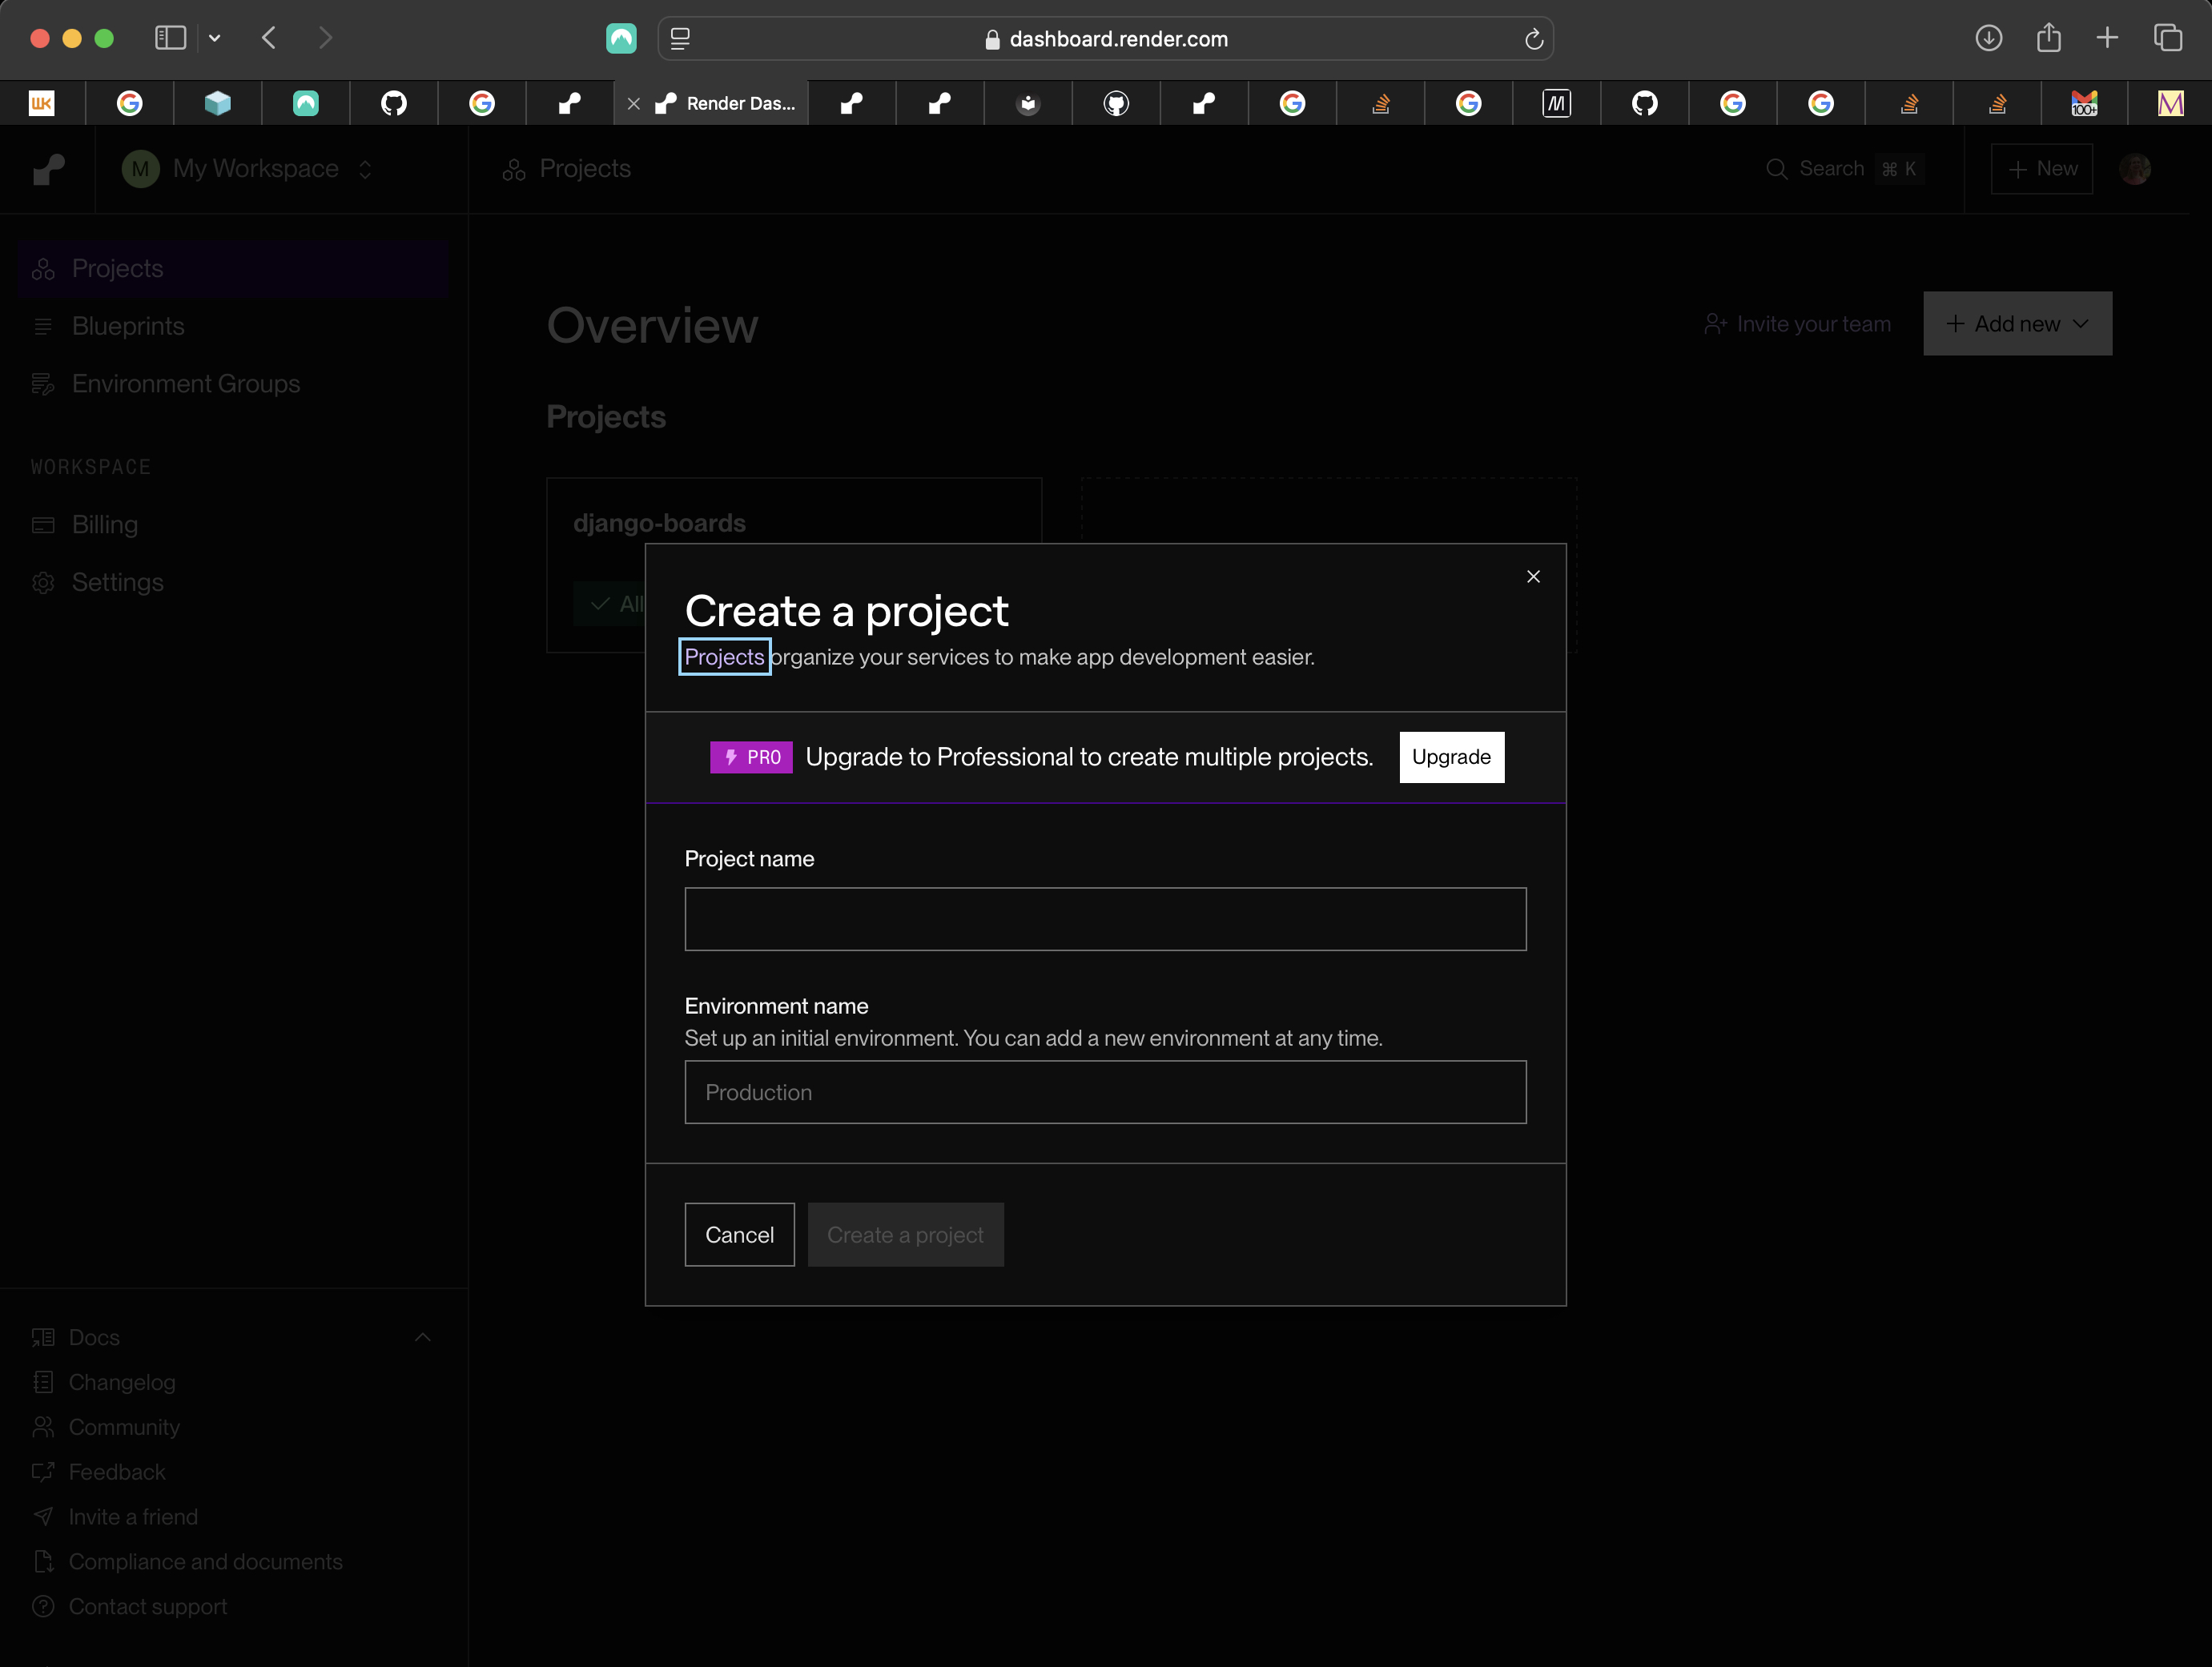 dashboard.render.com
WK
Render Das...
100+
M
My Workspace
Projects
Search ⌘ K
+ New
Projects
Blueprints
Environment Groups
WORKSPACE
Billing
Settings
Overview
Invite your team
+ Add new
Projects
django-boards
All
Create a project
Projects organize your services to make app development easier.
PRO Upgrade to Professional to create multiple projects. Upgrade
Project name
Environment name
Set up an initial environment. You can add a new environment at any time.
Production
Cancel
Create a project
Docs
Changelog
Community
Feedback
Invite a friend
Compliance and documents
Contact support